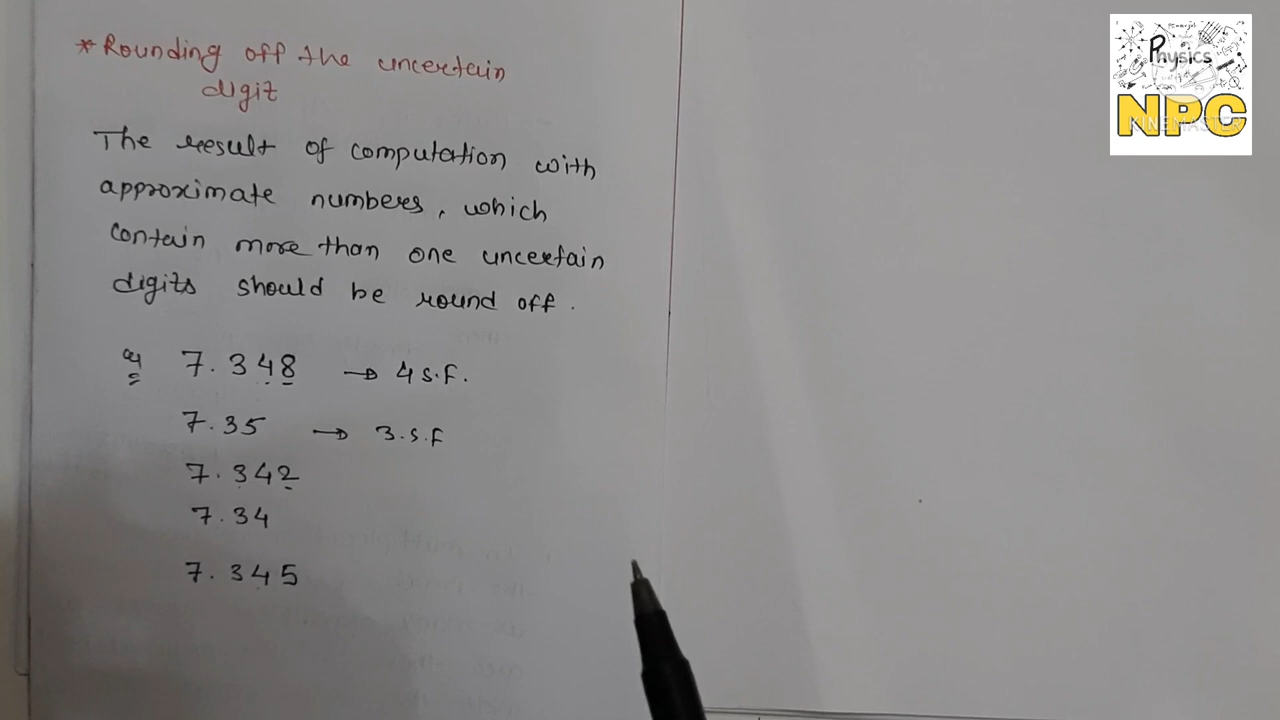 * Rounding off the uncertain
digit
The result of computation with
approximate numbers, which
contain more than one uncertain
digits should be round off.
eg 7.348 → 4 S.F.
7.35 → 3.S.F
7.342
7.34
7.345
Physics
NPC
KINEMASTER